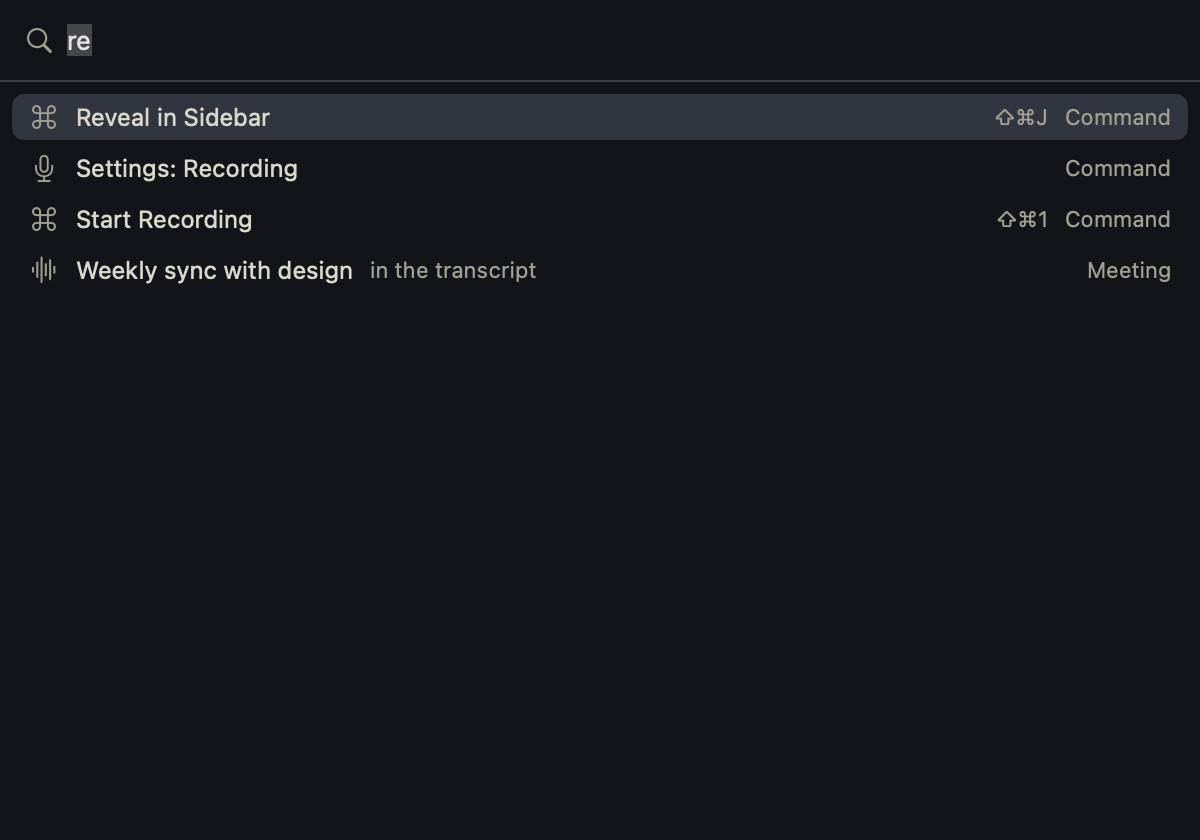 re
Reveal in Sidebar ⇧⌘J Command
Settings: Recording Command
Start Recording ⇧⌘1 Command
Weekly sync with design in the transcript Meeting